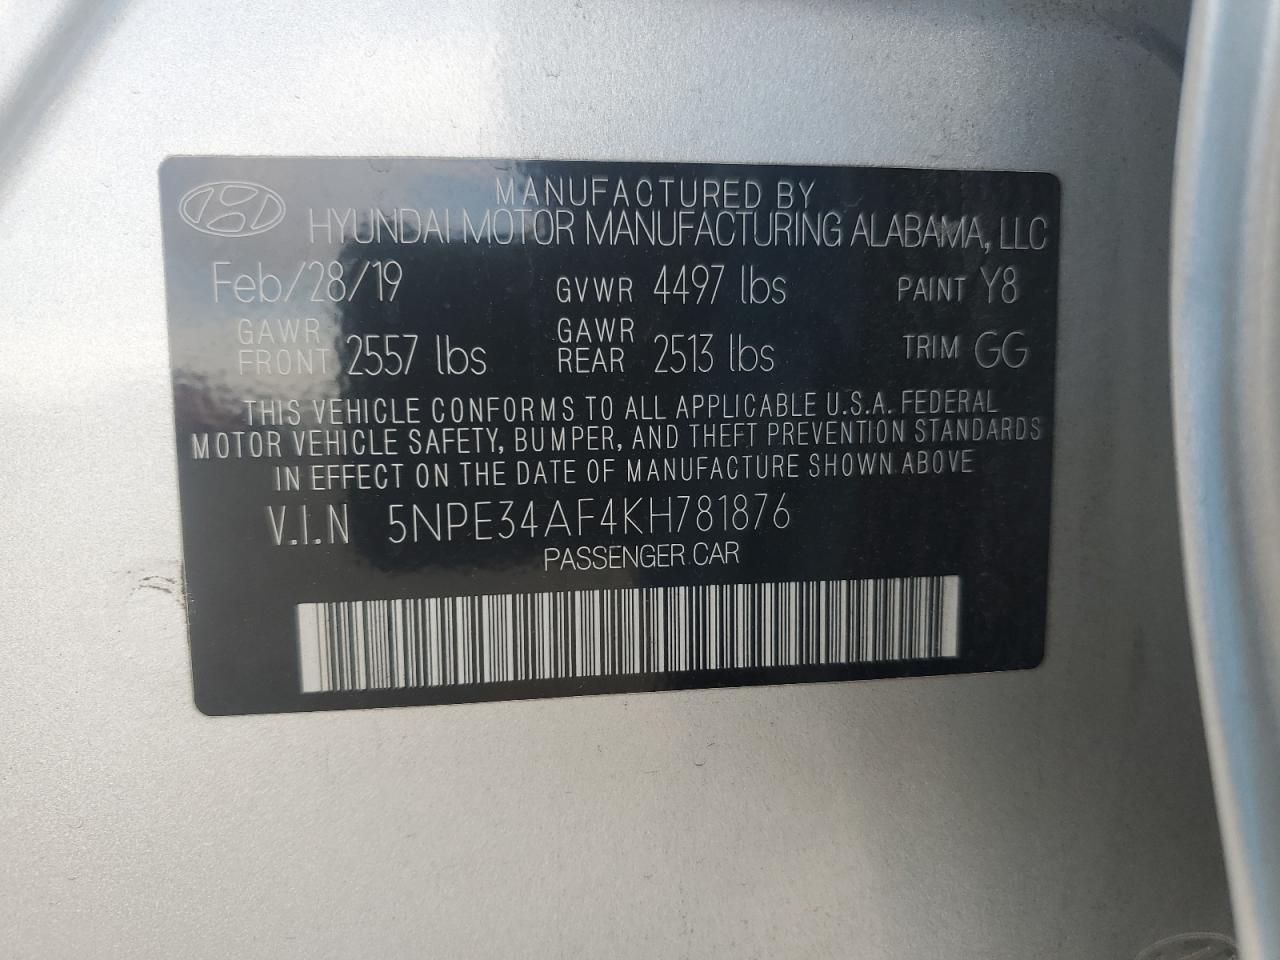 MANUFACTURED BY
HYUNDAI MOTOR MANUFACTURING ALABAMA, LLC
Feb/28/19 GVWR 4497 lbs PAINT Y8
GAWR FRONT 2557 lbs GAWR REAR 2513 lbs TRIM GG
THIS VEHICLE CONFORMS TO ALL APPLICABLE U.S.A. FEDERAL
MOTOR VEHICLE SAFETY, BUMPER, AND THEFT PREVENTION STANDARDS
IN EFFECT ON THE DATE OF MANUFACTURE SHOWN ABOVE
V.I.N 5NPE34AF4KH781876
PASSENGER CAR